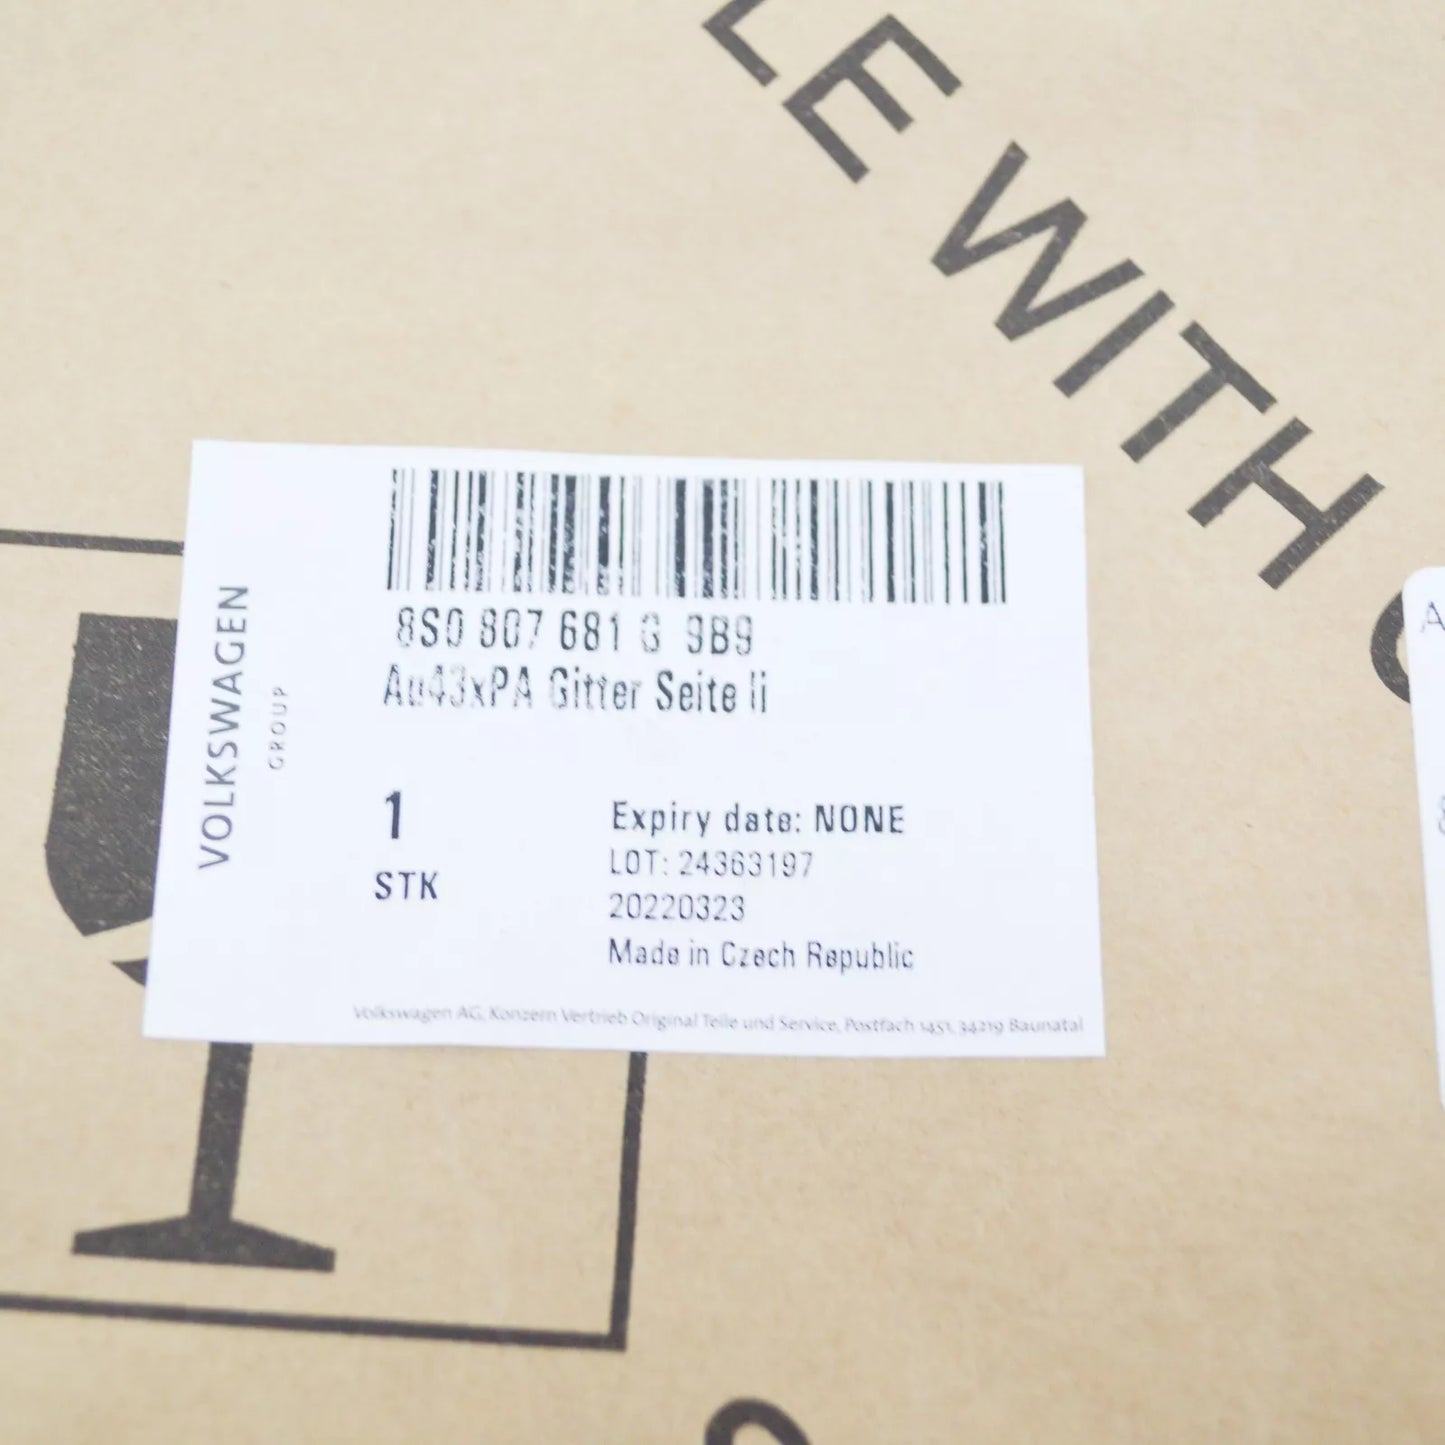 LE WITH
VOLKSWAGEN
GROUP
8S0 807 681 G 9B9
Au43xPA Gitter Seite li
1
STK
Expiry date: NONE
LOT: 24363197
20220323
Made in Czech Republic
Volkswagen AG, Konzern Vertrieb Original Teile und Service, Postfach 1451, 34219 Baunatal
A